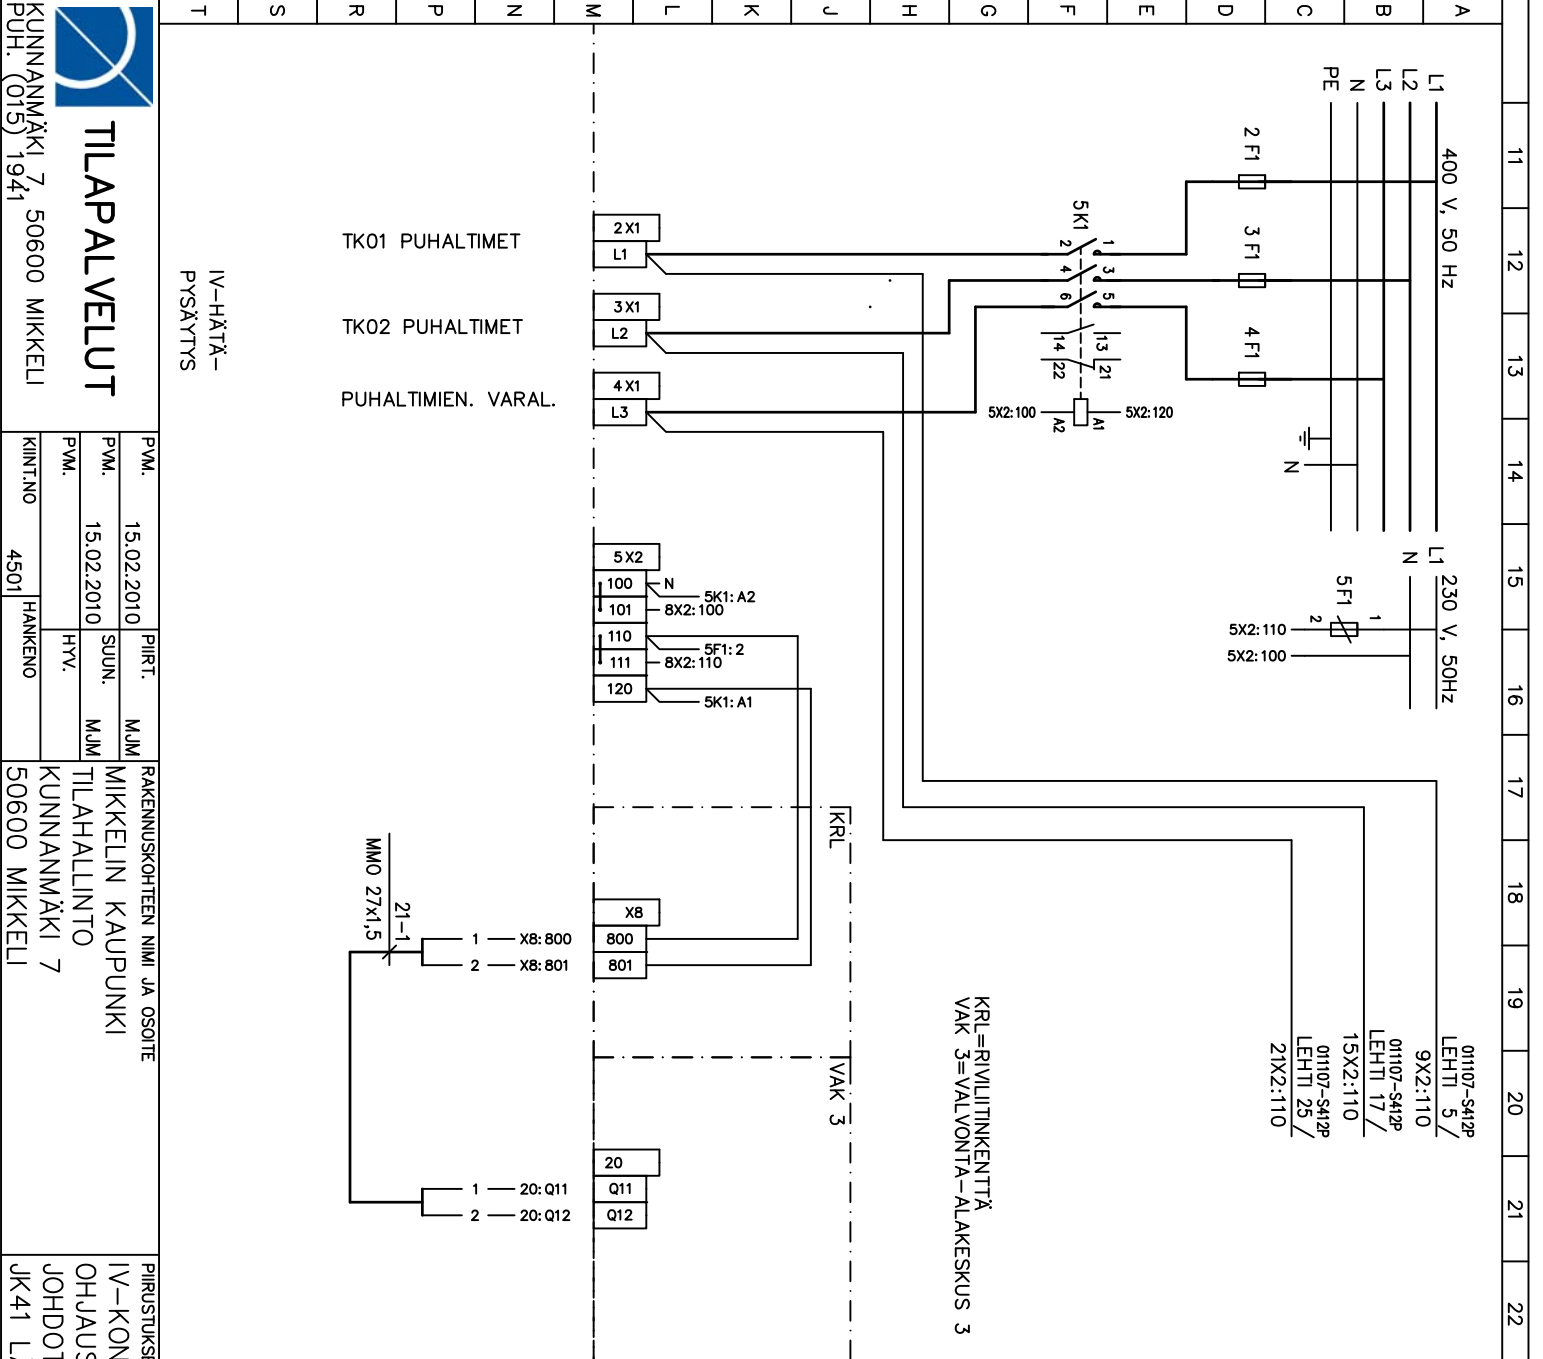 T
S
R
P
N
M
L
K
J
H
G
F
E
D
C
B
A
11
12
13
14
15
16
17
18
19
20
21
22
L1
L2
L3
N
PE
400 V, 50 Hz
2 F1
3 F1
4 F1
5K1
1
2
3
4
5
6
13
14
21
22
5X2:100
A2
A1
5X2:120
N
L1
N
230 V, 50Hz
5F1
1
2
5X2:110
5X2:100
TK01 PUHALTIMET
2X1
L1
TK02 PUHALTIMET
3X1
L2
PUHALTIMIEN. VARAL.
4X1
L3
IV-HÄTÄ-
PYSÄYTYS
5X2
100
N
5K1:A2
101
8X2:100
110
5F1:2
111
8X2:110
120
5K1:A1
KRL
X8
800
801
1
X8:800
2
X8:801
21-1
MMO 27x1,5
VAK 3
20
Q11
Q12
1
20:Q11
2
20:Q12
KRL=RIVILIITINKENTTÄ
VAK 3=VALVONTA-ALAKESKUS 3
011107-S412P
LEHTI 5/
9X2:110
011107-S412P
LEHTI 17/
15X2:110
011107-S412P
LEHTI 25/
21X2:110
TILAPALVELUT
KUNNANMÄKI 7, 50600 MIKKELI
PUH. (015) 1941
PVM.
15.02.2010
PIIRT.
MJM
PVM.
15.02.2010
SUUN.
MJM
PVM.
HYV.
KIINT.NO
4501
HANKENO
RAKENNUSKOHTEEN NIMI JA OSOITE
MIKKELIN KAUPUNKI
TILAHALLINTO
KUNNANMÄKI 7
50600 MIKKELI
PIIRUSTUKSE
IV-KON
OHJAUS
JOHDOT
JK41 L